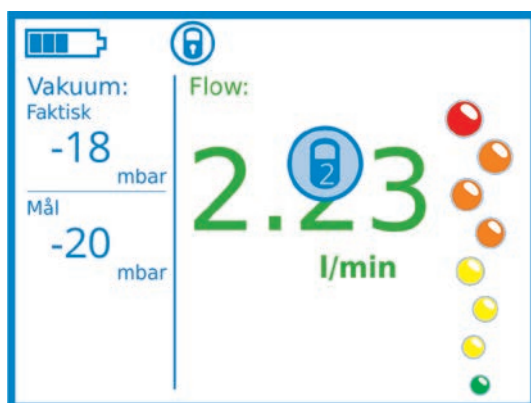 Vakuum:
Faktisk
-18
mbar
Mål
-20
mbar
Flow:
2.23
2
l/min